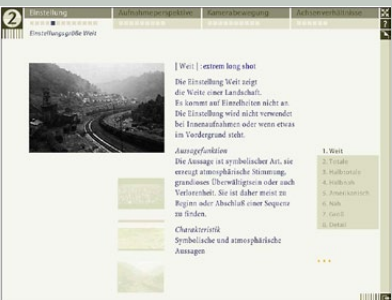 2
Einstellung
Aufnahmeperspektive
Kamerabewegung
Achsenverhältnisse
?
Einstellungsgröße Weit
[ Weit ] : extrem long shot
Die Einstellung Weit zeigt
die Weite einer Landschaft.
Es kommt auf Einzelheiten nicht an.
Die Einstellung wird nicht verwendet
bei Innenaufnahmen oder wenn etwas
im Vordergrund steht.
Aussagefunktion
Die Aussage ist symbolischer Art, sie
erzeugt atmosphärische Stimmung,
grandioses Überwältigtsein oder auch
Verlorenheit. Sie ist daher meist zu
Beginn oder Abschluß einer Sequenz
zu finden.
Charakteristik
Symbolische und atmosphärische
Aussagen
1. Weit
2. Totale
3. Halbtotale
4. Halbnah
5. Amerikanisch
6. Nah
7. Groß
8. Detail